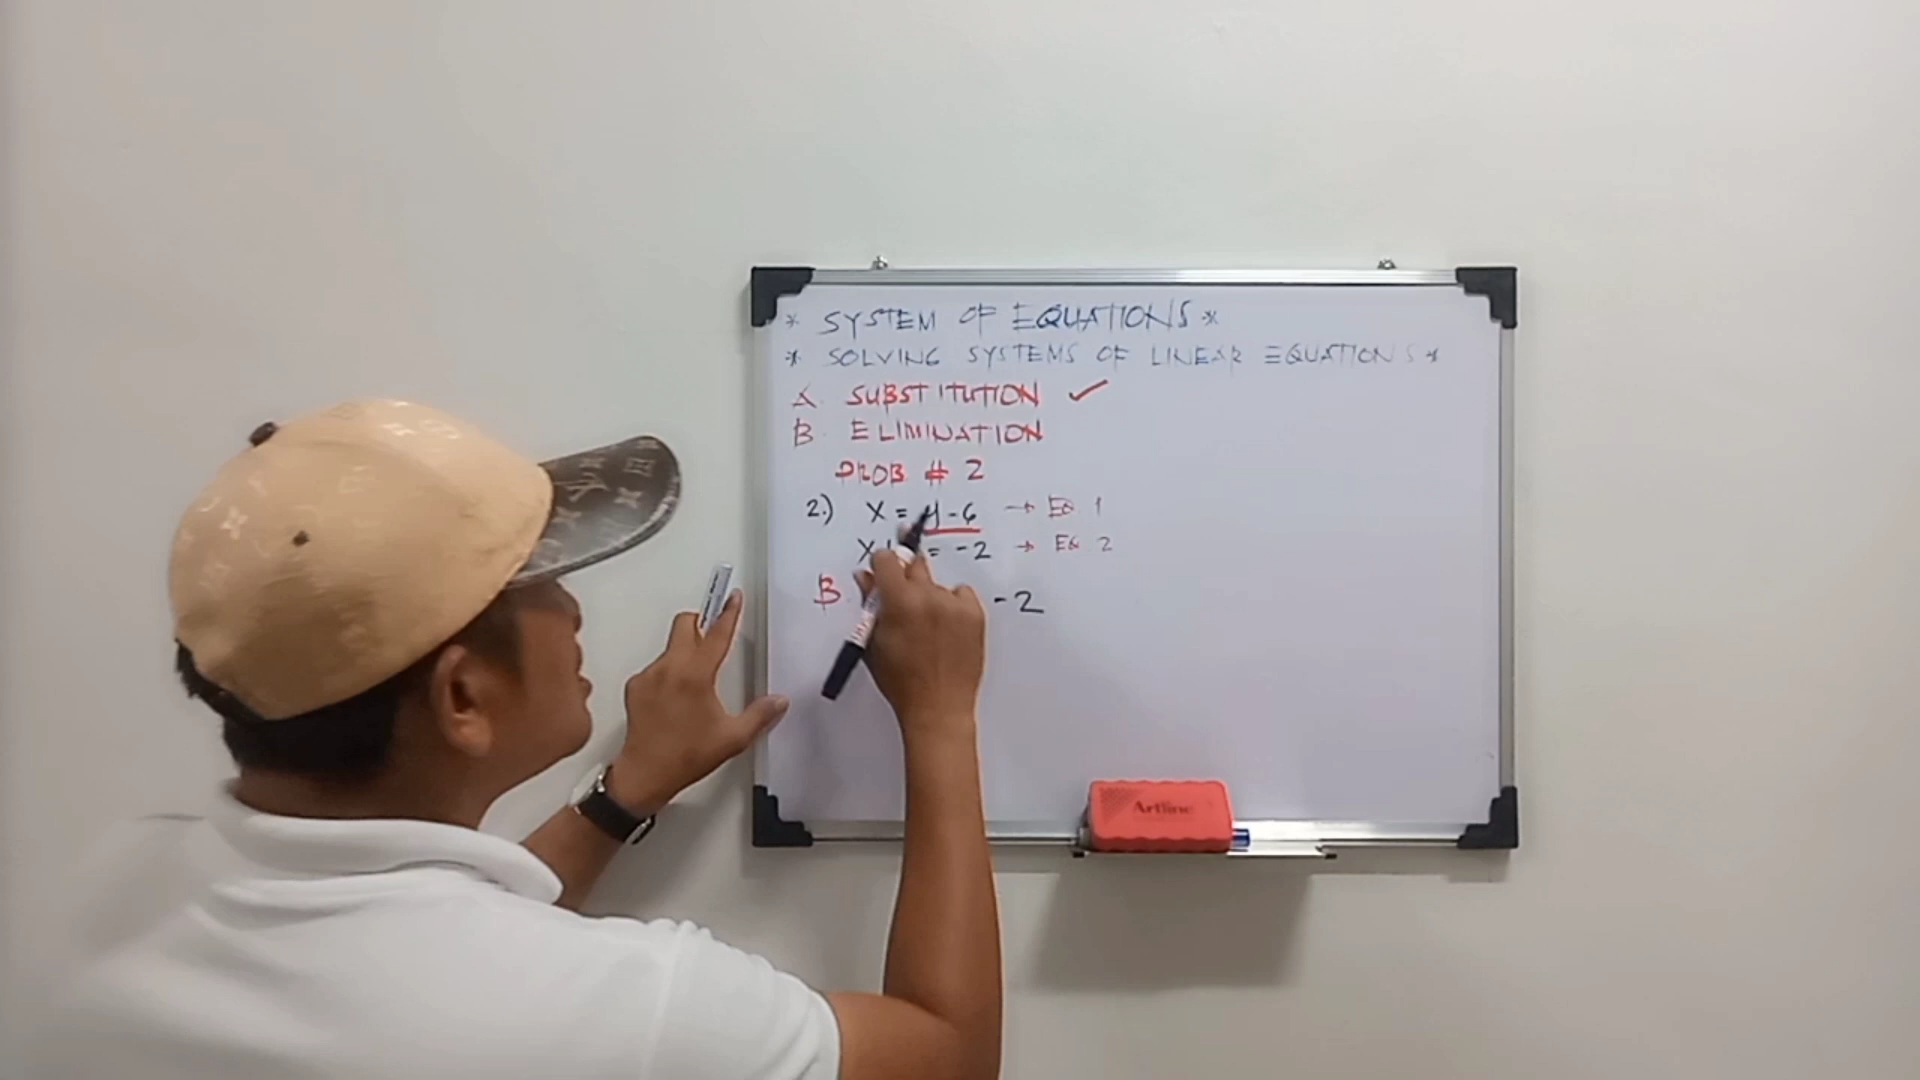 * SYSTEM OF EQUATIONS *
* SOLVING SYSTEMS OF LINEAR EQUATIONS *
A. SUBSTITUTION ✓
B. ELIMINATION
PROB # 2
2.) X = y - 6 → EQ 1
X = -2 → EQ 2
B. -2
Artline